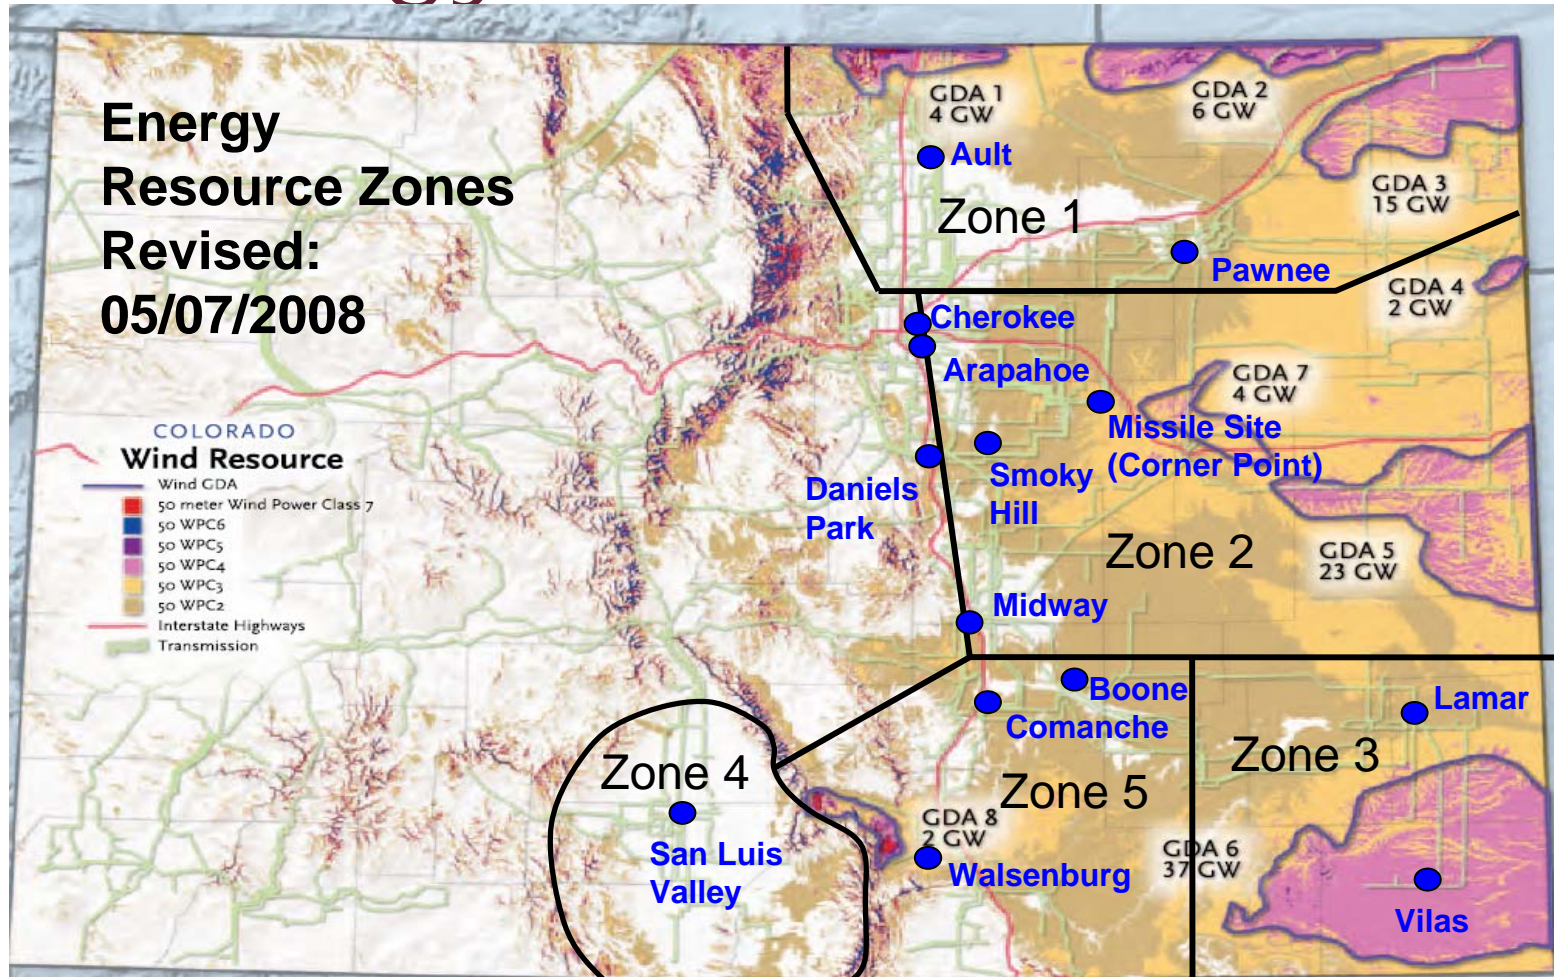 Energy
Resource Zones
Revised:
05/07/2008
GDA 1
4 GW
GDA 2
6 GW
Ault
GDA 3
15 GW
Zone 1
Pawnee
GDA 4
2 GW
Cherokee
Arapahoe
GDA 7
4 GW
Missile Site
(Corner Point)
Smoky
Hill
Daniels
Park
Zone 2
GDA 5
23 GW
Midway
COLORADO
Wind Resource
Wind GDA
50 meter Wind Power Class 7
50 WPC6
50 WPC5
50 WPC4
50 WPC3
50 WPC2
Interstate Highways
Transmission
Boone
Comanche
Lamar
Zone 3
Zone 4
Zone 5
San Luis
Valley
GDA 8
2 GW
Walsenburg
GDA 6
37 GW
Vilas